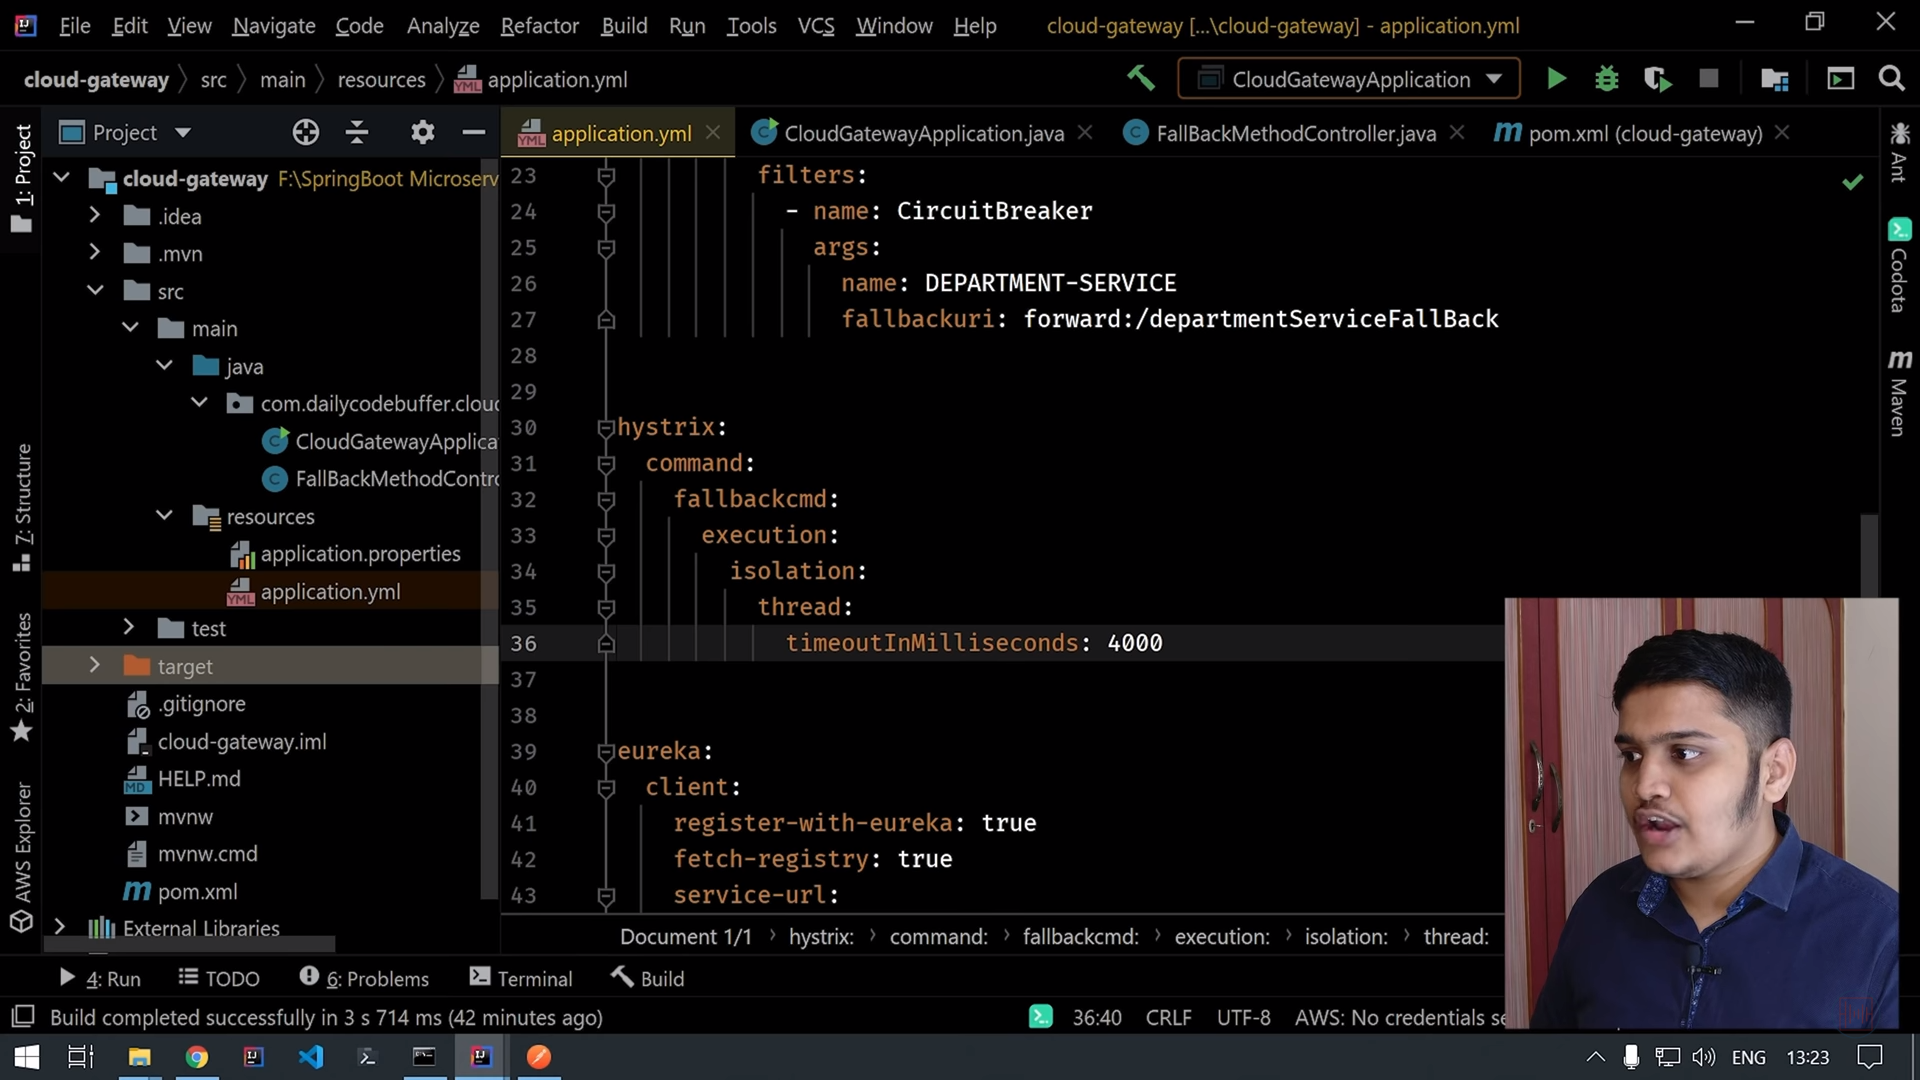 File Edit View Navigate Code Analyze Refactor Build Run Tools VCS Window Help cloud-gateway [...\cloud-gateway] - application.yml
cloud-gateway src main resources application.yml CloudGatewayApplication
Project application.yml CloudGatewayApplication.java FallBackMethodController.java pom.xml (cloud-gateway)
1: Project
7: Structure
2: Favorites
AWS Explorer
cloud-gateway F:\SpringBoot Microserv
.idea
.mvn
src
main
java
com.dailycodebuffer.clou
CloudGatewayApplica
FallBackMethodContro
resources
application.properties
application.yml
test
target
.gitignore
cloud-gateway.iml
HELP.md
mvnw
mvnw.cmd
pom.xml
External Libraries
23 filters:
24 - name: CircuitBreaker
25 args:
26 name: DEPARTMENT-SERVICE
27 fallbackuri: forward:/departmentServiceFallBack
28
29
30 hystrix:
31 command:
32 fallbackcmd:
33 execution:
34 isolation:
35 thread:
36 timeoutInMilliseconds: 4000
37
38
39 eureka:
40 client:
41 register-with-eureka: true
42 fetch-registry: true
43 service-url:
Ant
Codota
Maven
Document 1/1 hystrix: command: fallbackcmd: execution: isolation: thread:
4: Run TODO 6: Problems Terminal Build
Build completed successfully in 3 s 714 ms (42 minutes ago) 36:40 CRLF UTF-8 AWS: No credentials se
ENG 13:23